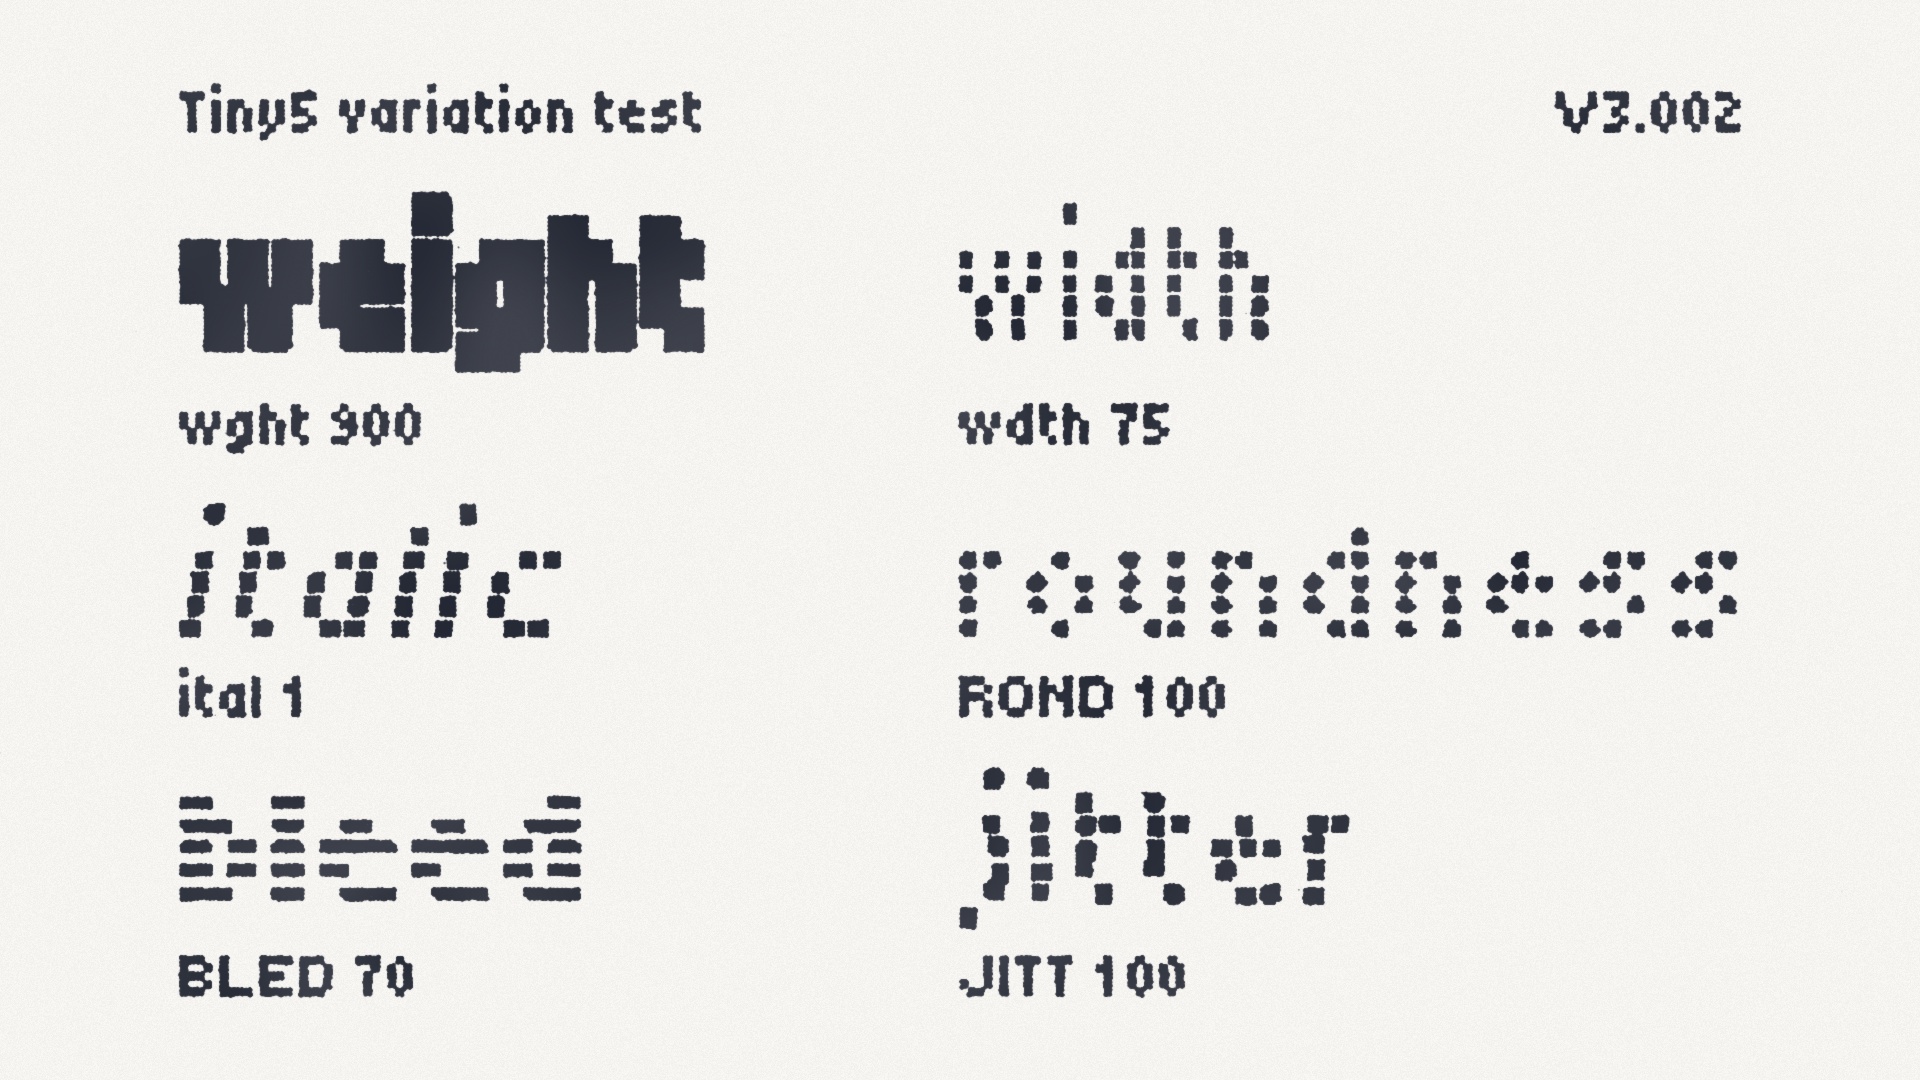 Tiny5 variation test
V3.002
weight
width
wght 900
wdth 75
italic
roundness
ital 1
ROND 100
bleed
jitter
BLED 70
JITT 100